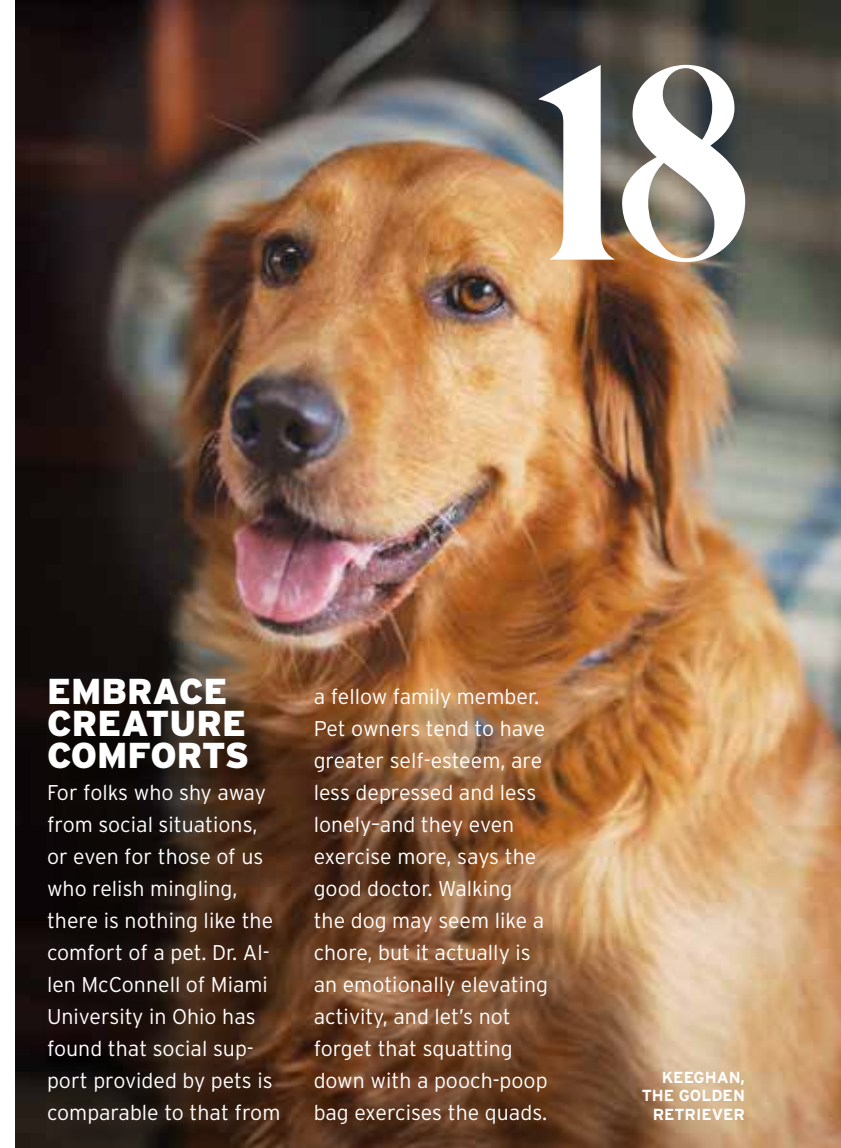 18
EMBRACE
CREATURE
COMFORTS
For folks who shy away
from social situations,
or even for those of us
who relish mingling,
there is nothing like the
comfort of a pet. Dr. Al-
len McConnell of Miami
University in Ohio has
found that social sup-
port provided by pets is
comparable to that from
a fellow family member.
Pet owners tend to have
greater self-esteem, are
less depressed and less
lonely–and they even
exercise more, says the
good doctor. Walking
the dog may seem like a
chore, but it actually is
an emotionally elevating
activity, and let’s not
forget that squatting
down with a pooch-poop
bag exercises the quads.
KEEGHAN,
THE GOLDEN
RETRIEVER